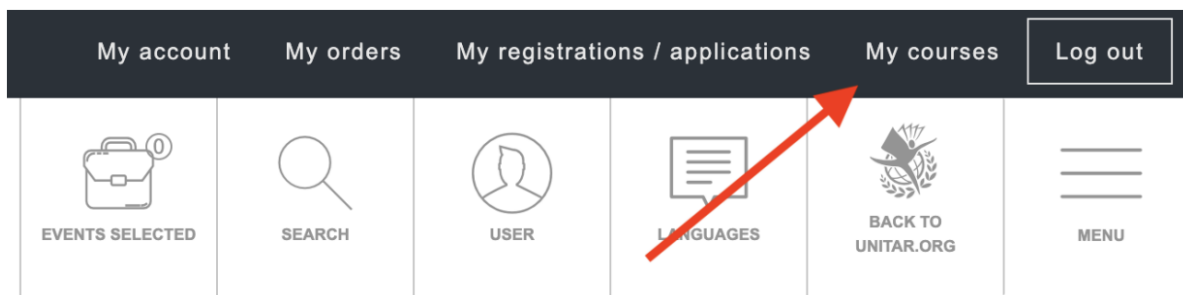 My account My orders My registrations / applications My courses Log out
0
EVENTS SELECTED SEARCH USER LANGUAGES BACK TO UNITAR.ORG MENU